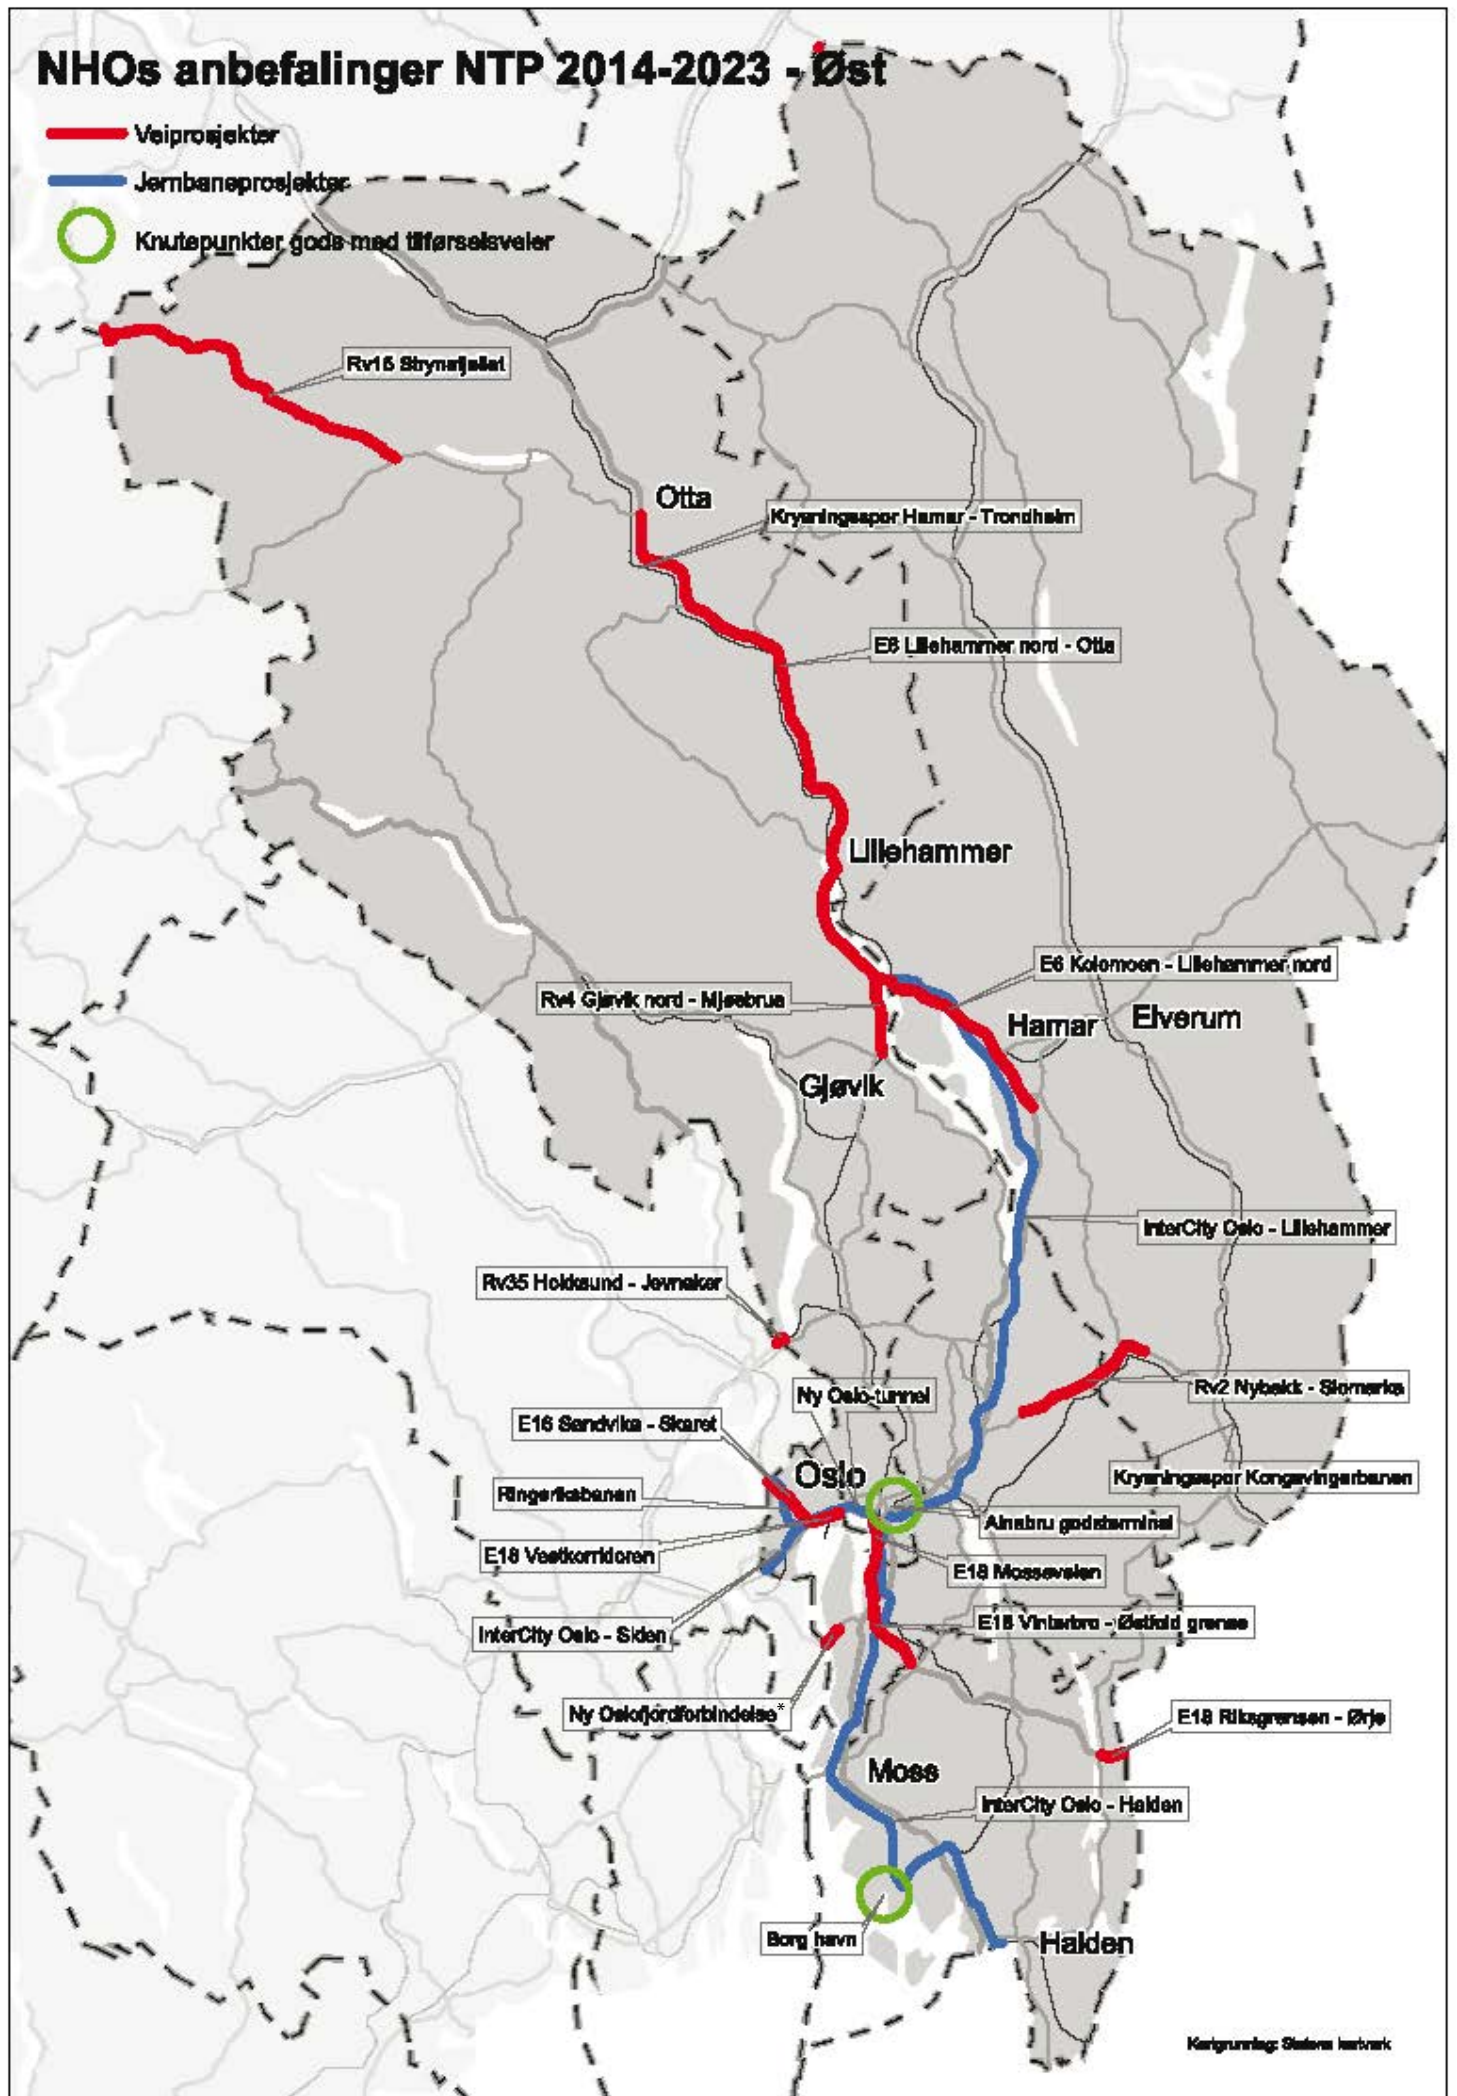 NHOs anbefalinger NTP 2014-2023 - Øst
Veiprosjekter
Jernbaneprosjekter
Knutepunkter gods med tilførselsveier
Rv15 Strynefjellet
Otta
Kryssningsspor Hamar - Trondheim
E6 Lillehammer nord - Otta
Lillehammer
E6 Kolomoen - Lillehammer nord
Rv4 Gjøvik nord - Mjøsbrua
Hamar
Elverum
Gjøvik
InterCity Oslo - Lillehammer
Rv35 Hokksund - Jevnaker
Ny Oslo-tunnel
Rv2 Nybakk - Slomarka
E16 Sandvika - Skaret
Oslo
Kryssningsspor Kongsvingerbanen
Ringeriksbanen
Alnabru godsterminal
E18 Vestkorridoren
E18 Mosseveien
E18 Vinterbro - Østfold grense
InterCity Oslo - Skien
Ny Oslofjordforbindelse*
E18 Riksgrensen - Ørje
Moss
InterCity Oslo - Halden
Borg havn
Halden
Kartgrunnlag: Statens kartverk